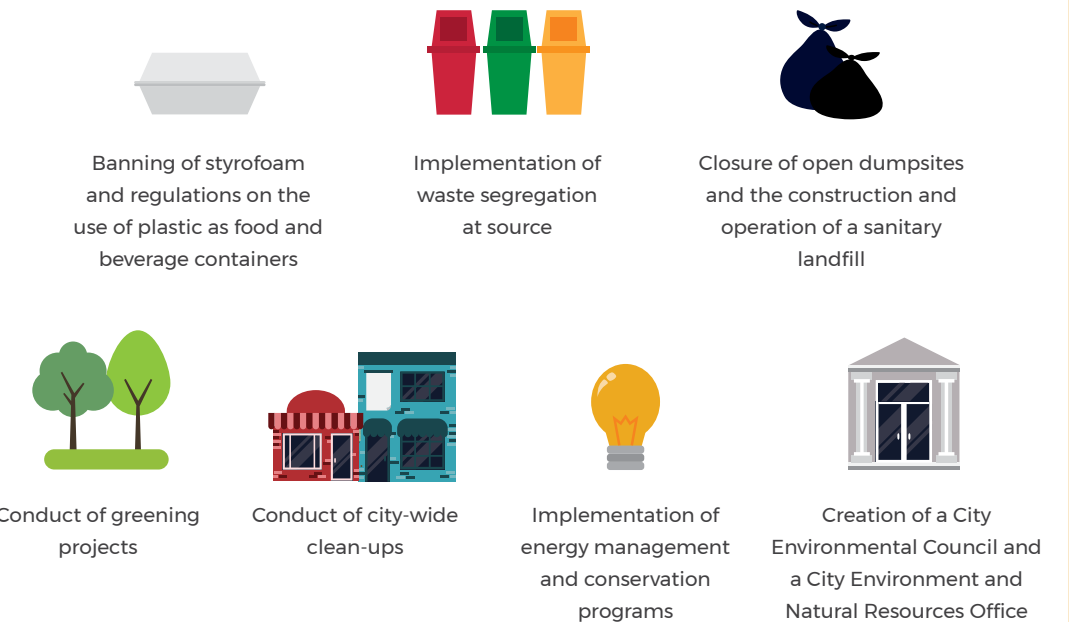 Banning of styrofoam
and regulations on the
use of plastic as food and
beverage containers
Implementation of
waste segregation
at source
Closure of open dumpsites
and the construction and
operation of a sanitary
landfill
Conduct of greening
projects
Conduct of city-wide
clean-ups
Implementation of
energy management
and conservation
programs
Creation of a City
Environmental Council and
a City Environment and
Natural Resources Office